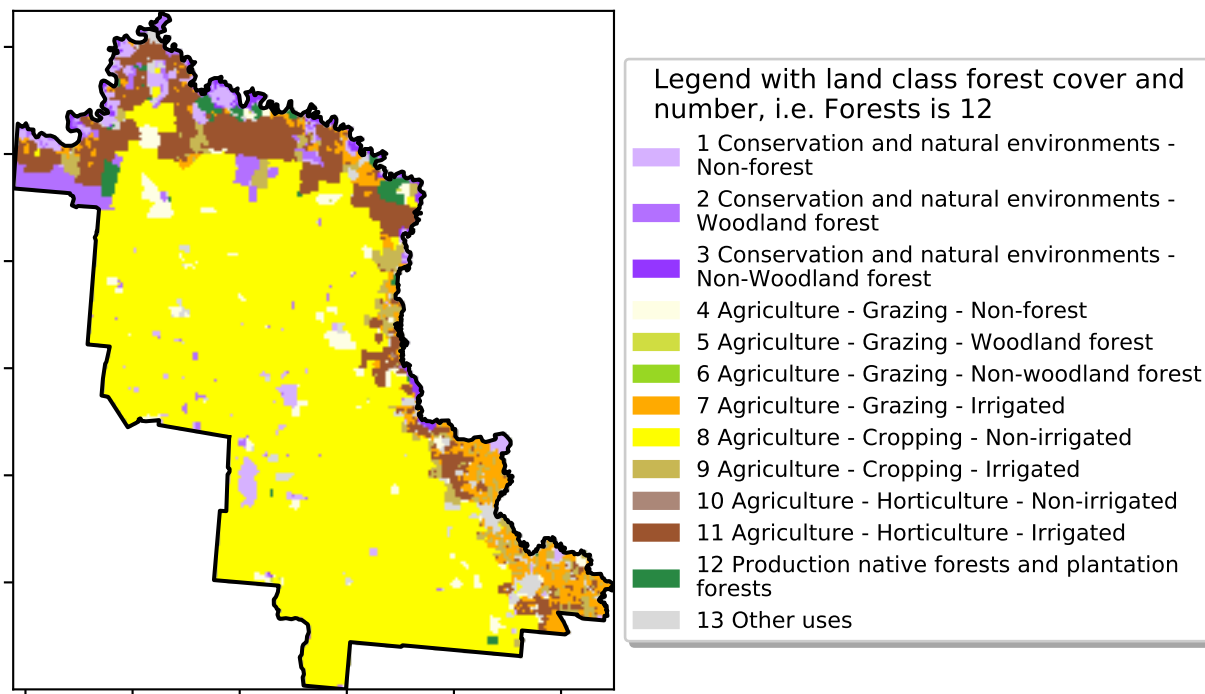 Legend with land class forest cover and
number, i.e. Forests is 12
1 Conservation and natural environments -
Non-forest
2 Conservation and natural environments -
Woodland forest
3 Conservation and natural environments -
Non-Woodland forest
4 Agriculture - Grazing - Non-forest
5 Agriculture - Grazing - Woodland forest
6 Agriculture - Grazing - Non-woodland forest
7 Agriculture - Grazing - Irrigated
8 Agriculture - Cropping - Non-irrigated
9 Agriculture - Cropping - Irrigated
10 Agriculture - Horticulture - Non-irrigated
11 Agriculture - Horticulture - Irrigated
12 Production native forests and plantation
forests
13 Other uses